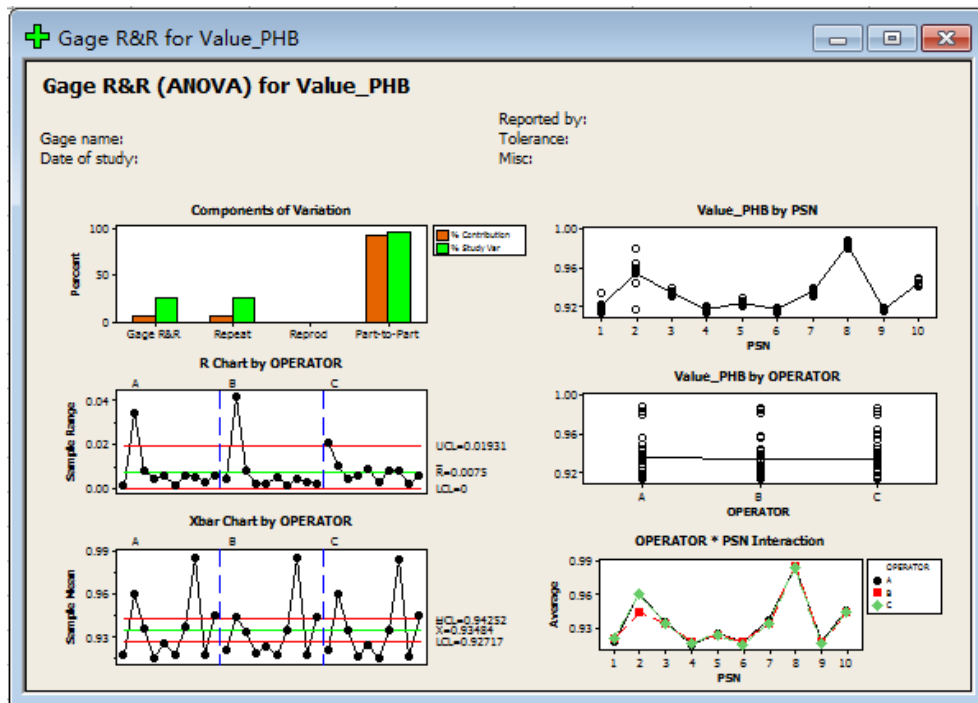 Gage R&R for Value_PHB
Gage R&R (ANOVA) for Value_PHB
Gage name:
Date of study:
Reported by:
Tolerance:
Misc:
Components of Variation
100
50
0
Percent
Gage R&R Repeat Reprod Part-to-Part
% Contribution
% Study Var
R Chart by OPERATOR
A B C
0.04
0.02
0.00
Sample Range
UCL=0.01931
R=0.0075
LCL=0
Xbar Chart by OPERATOR
A B C
0.99
0.96
0.93
Sample Mean
UCL=0.94252
X=0.93484
LCL=0.92717
Value_PHB by PSN
1.00
0.96
0.92
1 2 3 4 5 6 7 8 9 10
PSN
Value_PHB by OPERATOR
1.00
0.96
0.92
A B C
OPERATOR
OPERATOR * PSN Interaction
0.99
0.96
0.93
Average
1 2 3 4 5 6 7 8 9 10
PSN
OPERATOR
A
B
C